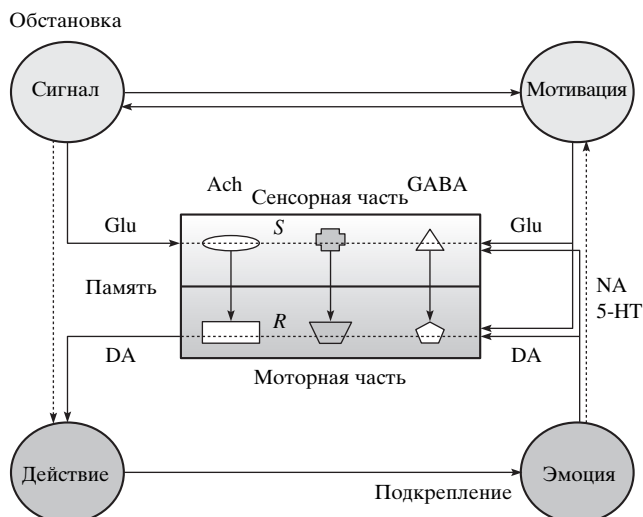 Обстановка
Сигнал
Мотивация
Ach
GABA
Сенсорная часть
Glu
S
Glu
Память
NA
5-HT
R
DA
DA
Моторная часть
Действие
Эмоция
Подкрепление